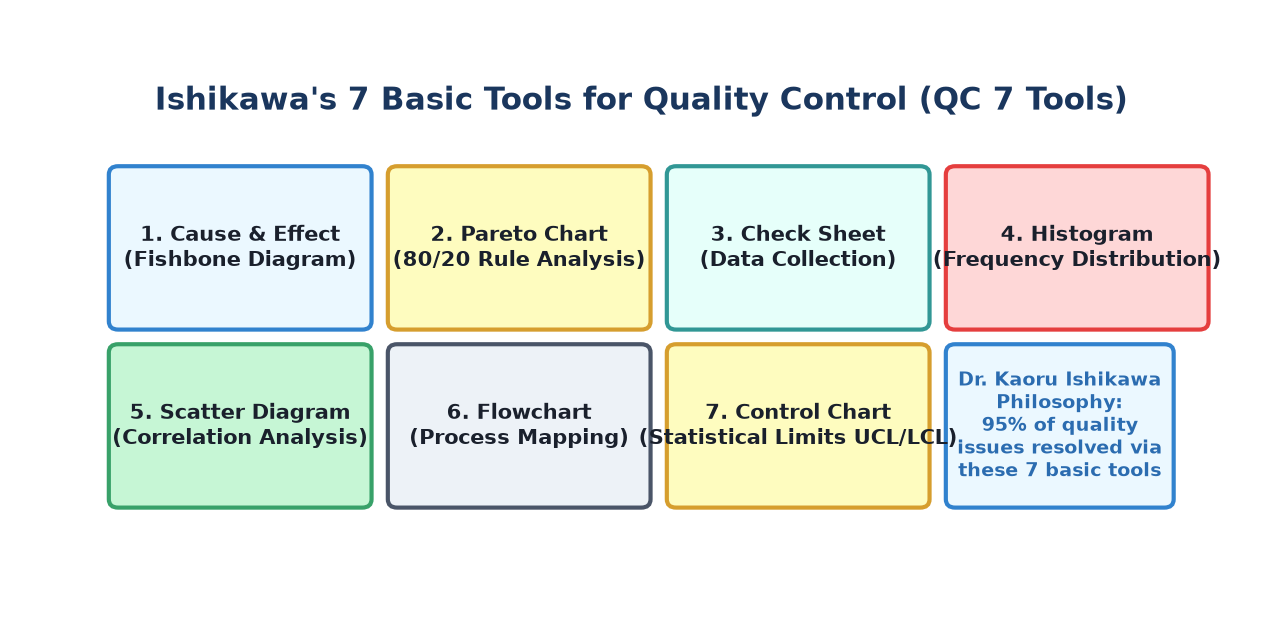 Ishikawa's 7 Basic Tools for Quality Control (QC 7 Tools)
1. Cause & Effect
(Fishbone Diagram)
2. Pareto Chart
(80/20 Rule Analysis)
3. Check Sheet
(Data Collection)
4. Histogram
(Frequency Distribution)
5. Scatter Diagram
(Correlation Analysis)
6. Flowchart
(Process Mapping)
7. Control Chart
(Statistical Limits UCL/LCL)
Dr. Kaoru Ishikawa
Philosophy:
95% of quality
issues resolved via
these 7 basic tools